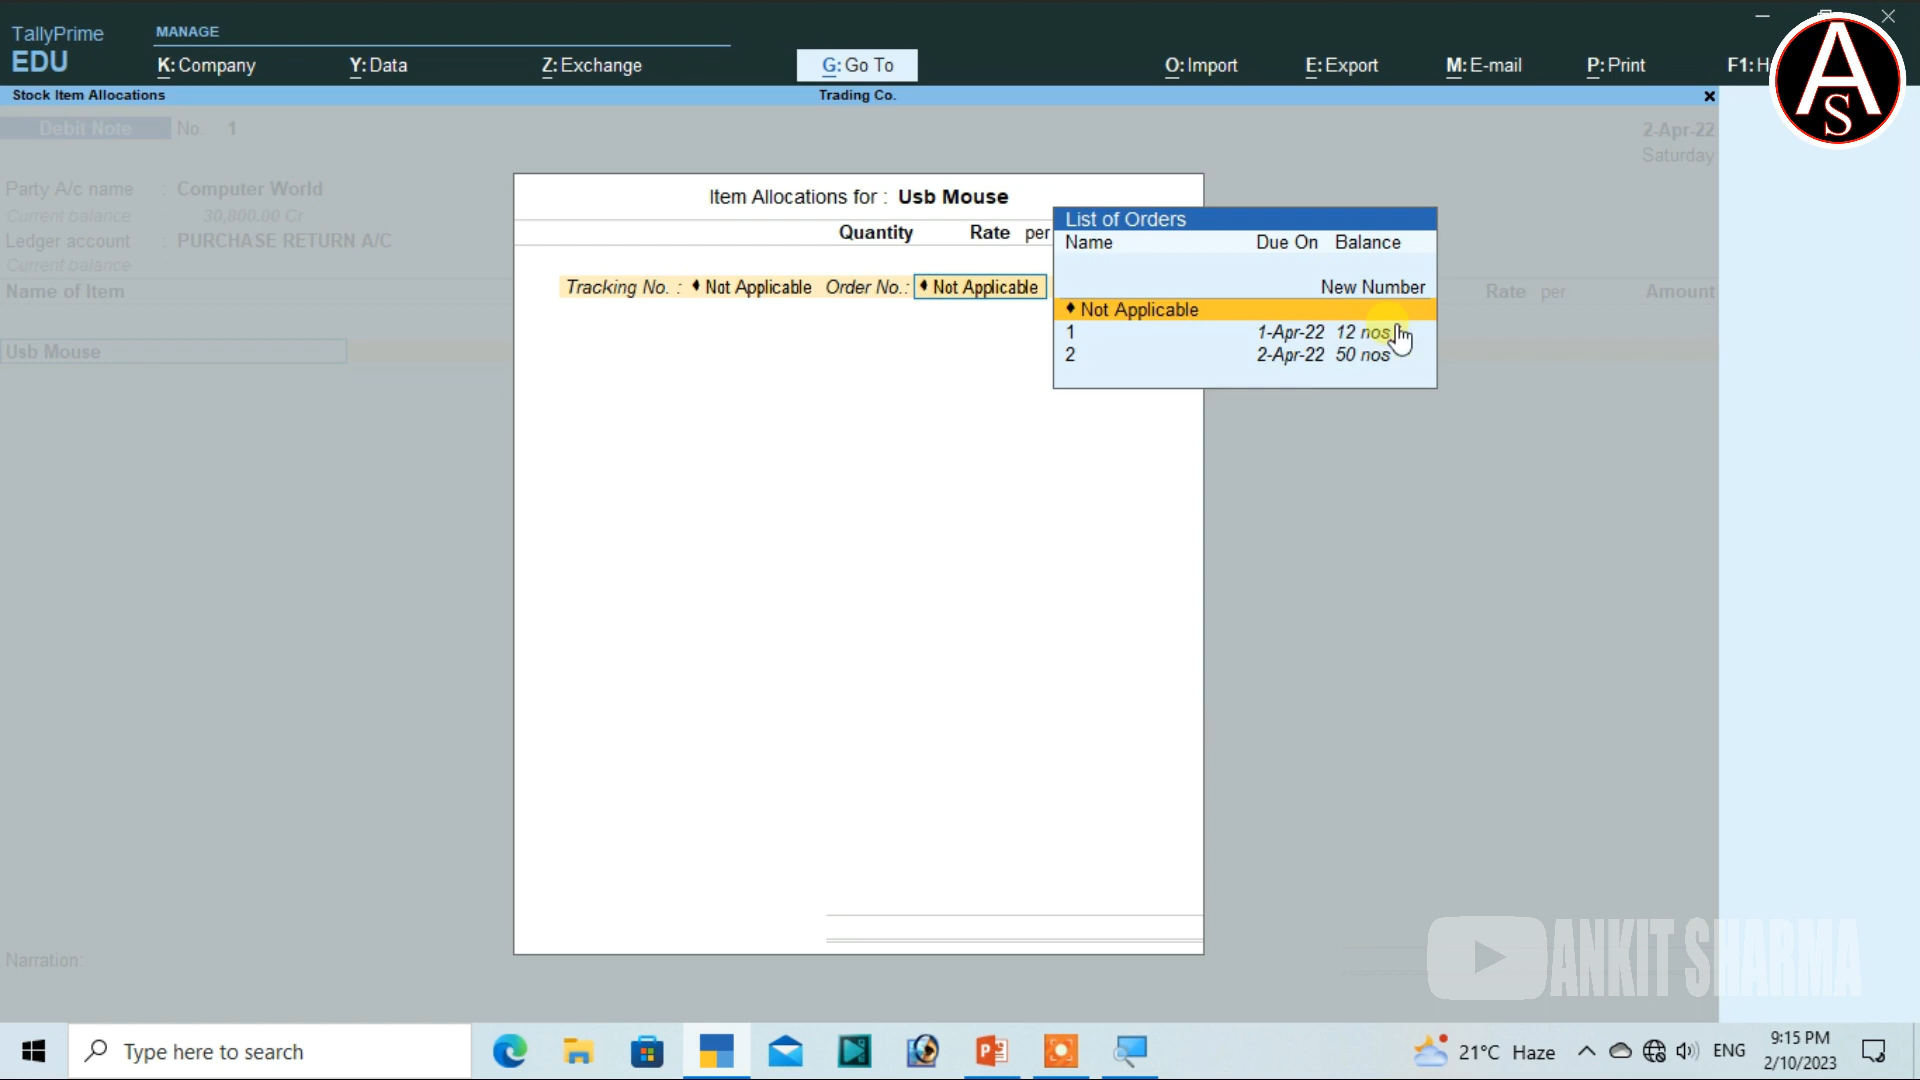 TallyPrime
EDU
MANAGE
K: Company
Y: Data
Z: Exchange
G: Go To
O: Import
E: Export
M: E-mail
P: Print
F1: H
A
S
Stock Item Allocations
Trading Co.
Debit Note
No. 1
2-Apr-22
Saturday
Party A/c name : Computer World
Current balance 30,800.00 Cr
Ledger account : PURCHASE RETURN A/C
Current balance
Name of Item
Rate per Amount
Usb Mouse
Item Allocations for : Usb Mouse
Quantity Rate per
Tracking No. : ♦ Not Applicable Order No.: ♦ Not Applicable
List of Orders
Name Due On Balance
New Number
♦ Not Applicable
1 1-Apr-22 12 nos
2 2-Apr-22 50 nos
Narration:
ANKIT SHARMA
Type here to search
21°C Haze
ENG
9:15 PM
2/10/2023